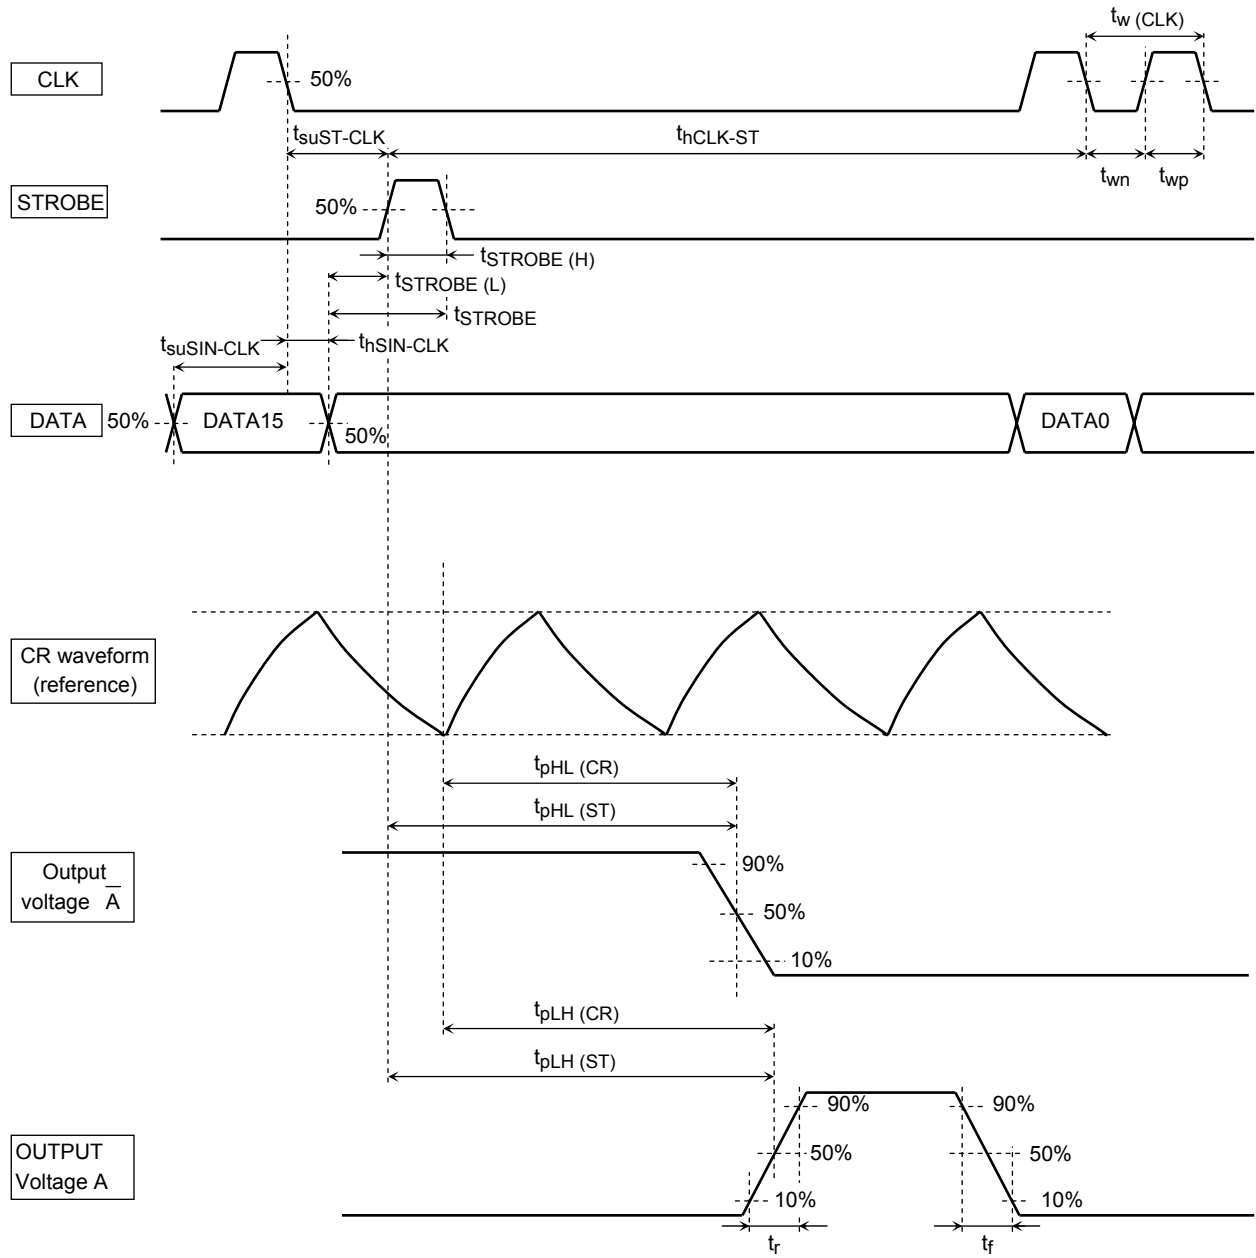 tw (CLK)
CLK
50%
tsuST-CLK
thCLK-ST
twn
twp
STROBE
50%
tSTROBE (H)
tSTROBE (L)
tSTROBE
tsuSIN-CLK
thSIN-CLK
DATA
50%
DATA15
50%
DATA0
CR waveform
(reference)
tpHL (CR)
tpHL (ST)
Output
voltage A̅
90%
50%
10%
tpLH (CR)
tpLH (ST)
OUTPUT
Voltage A
90%
50%
10%
90%
50%
10%
tr
tf